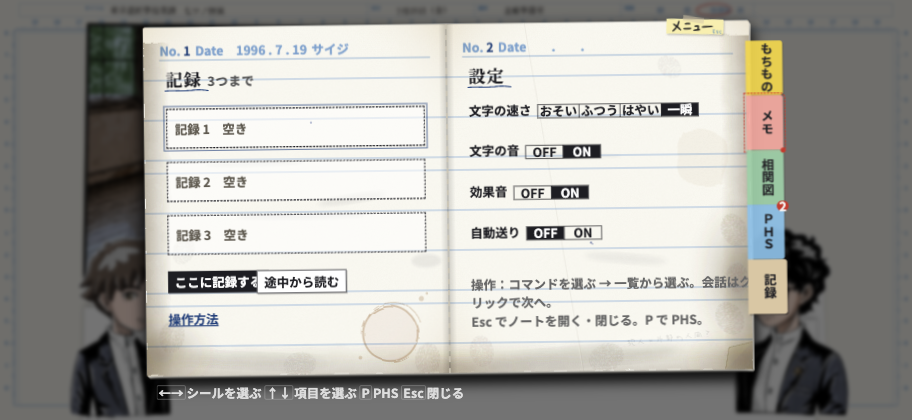 メニュー Esc
No. 1 Date 1996.7.19 サイジ
記録 3つまで
記録 1 空き
記録 2 空き
記録 3 空き
ここに記録する
途中から読む
操作方法
No. 2 Date . .
設定
文字の速さ おそい ふつう はやい 一瞬
文字の音 OFF ON
効果音 OFF ON
自動送り OFF ON
操作:コマンドを選ぶ → 一覧から選ぶ。会話はク
リックで次へ。
Esc でノートを開く・閉じる。P で PHS。
もちもの
メモ
相関図
PHS
2
記録
←→ シールを選ぶ ↑↓ 項目を選ぶ P PHS Esc 閉じる